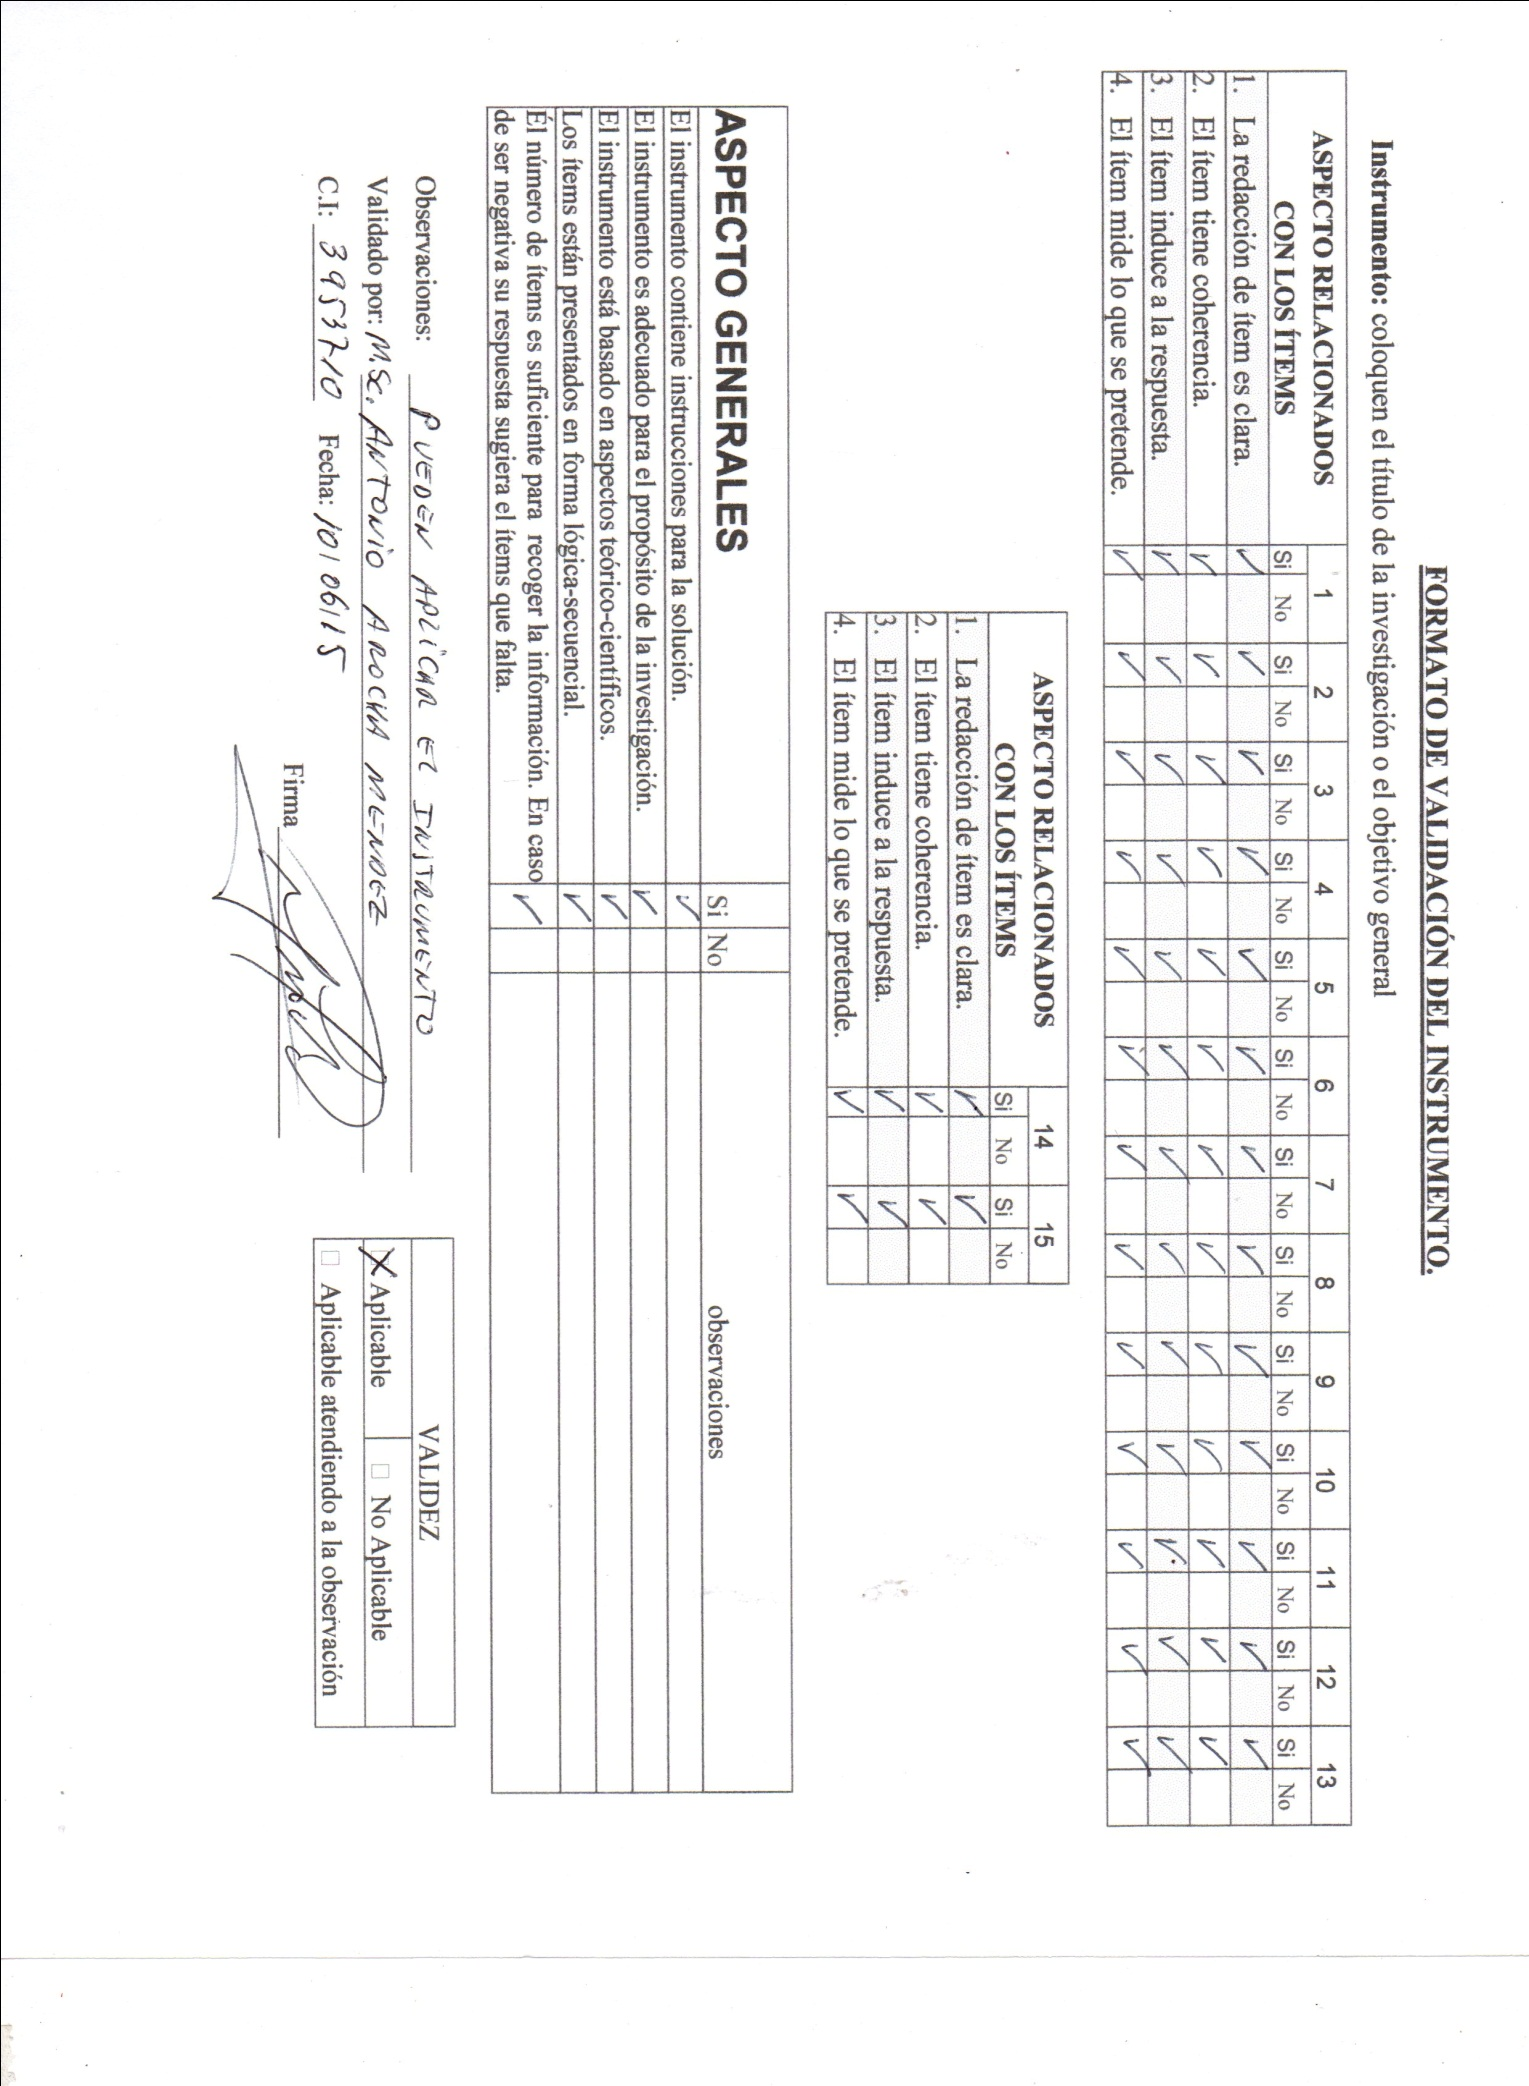 FORMATO DE VALIDACIÓN DEL INSTRUMENTO.
Instrumento: coloquen el título de la investigación o el objetivo general
ASPECTO RELACIONADOS CON LOS ÍTEMS 1 2 3 4 5 6 7 8 9 10 11 12 13
Si No Si No Si No Si No Si No Si No Si No Si No Si No Si No Si No Si No Si No
1. La redacción de ítem es clara. ✓ ✓ ✓ ✓ ✓ ✓ ✓ ✓ ✓ ✓ ✓ ✓ ✓
2. El ítem tiene coherencia. ✓ ✓ ✓ ✓ ✓ ✓ ✓ ✓ ✓ ✓ ✓ ✓ ✓
3. El ítem induce a la respuesta. ✓ ✓ ✓ ✓ ✓ ✓ ✓ ✓ ✓ ✓ ✓ ✓ ✓
4. El ítem mide lo que se pretende. ✓ ✓ ✓ ✓ ✓ ✓ ✓ ✓ ✓ ✓ ✓ ✓ ✓
ASPECTO RELACIONADOS CON LOS ÍTEMS 14 15
Si No Si No
1. La redacción de ítem es clara. ✓ ✓
2. El ítem tiene coherencia. ✓ ✓
3. El ítem induce a la respuesta. ✓ ✓
4. El ítem mide lo que se pretende. ✓ ✓
ASPECTO GENERALES Si No observaciones
El instrumento contiene instrucciones para la solución. ✓
El instrumento es adecuado para el propósito de la investigación. ✓
El instrumento está basado en aspectos teórico-científicos. ✓
Los ítems están presentados en forma lógica-secuencial. ✓
Él número de ítems es suficiente para recoger la información. En caso ✓
de ser negativa su respuesta sugiera el ítems que falta.
Observaciones: PUEDEN APLICAR EL INSTRUMENTO
Validado por: M.Sc. ANTONIO AROCHA MENDEZ
C.I: 3953710 Fecha: 10/06/15
Firma
VALIDEZ
X Aplicable □ No Aplicable
□ Aplicable atendiendo a la observación